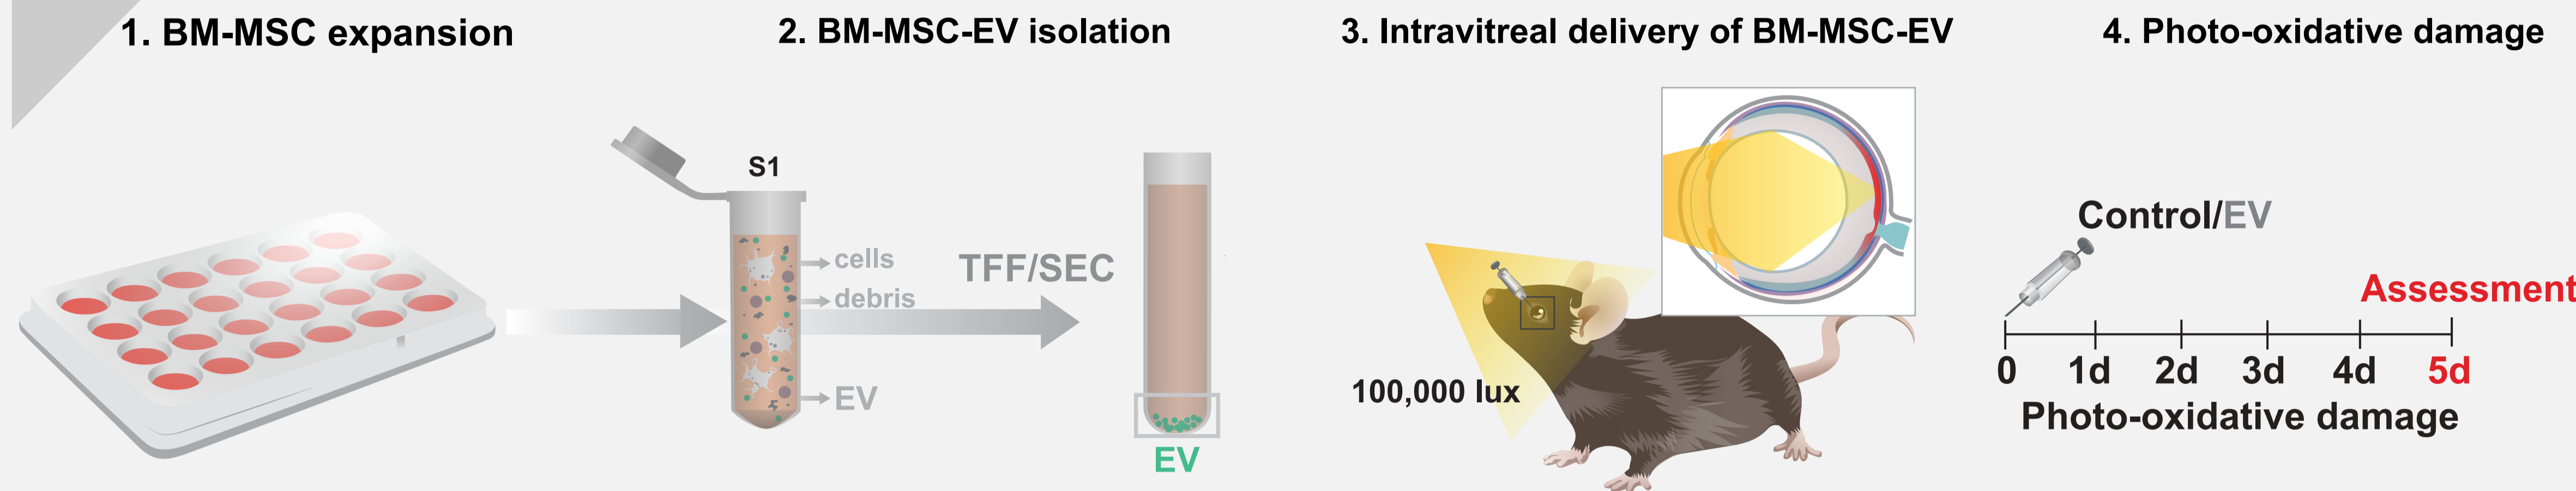 1. BM-MSC expansion
2. BM-MSC-EV isolation
3. Intravitreal delivery of BM-MSC-EV
4. Photo-oxidative damage
S1
cells
debris
EV
TFF/SEC
EV
100,000 lux
Control/EV
Assessment
0 1d 2d 3d 4d 5d
Photo-oxidative damage